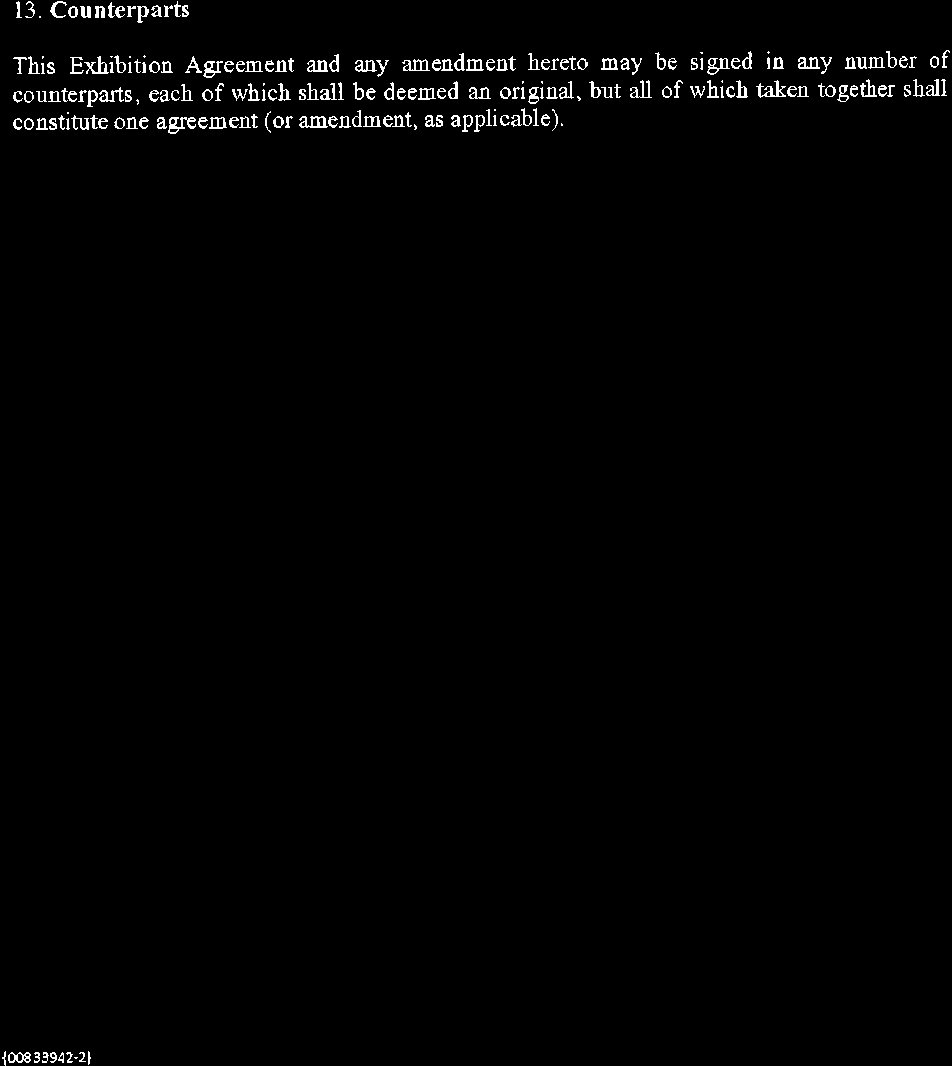 13. Counterparts
This Exhibition Agreement and any amendment hereto may be signed in any number of
counterparts, each of which shall be deemed an original, but all of which taken together shall
constitute one agreement (or amendment, as applicable).
{00833942-2}